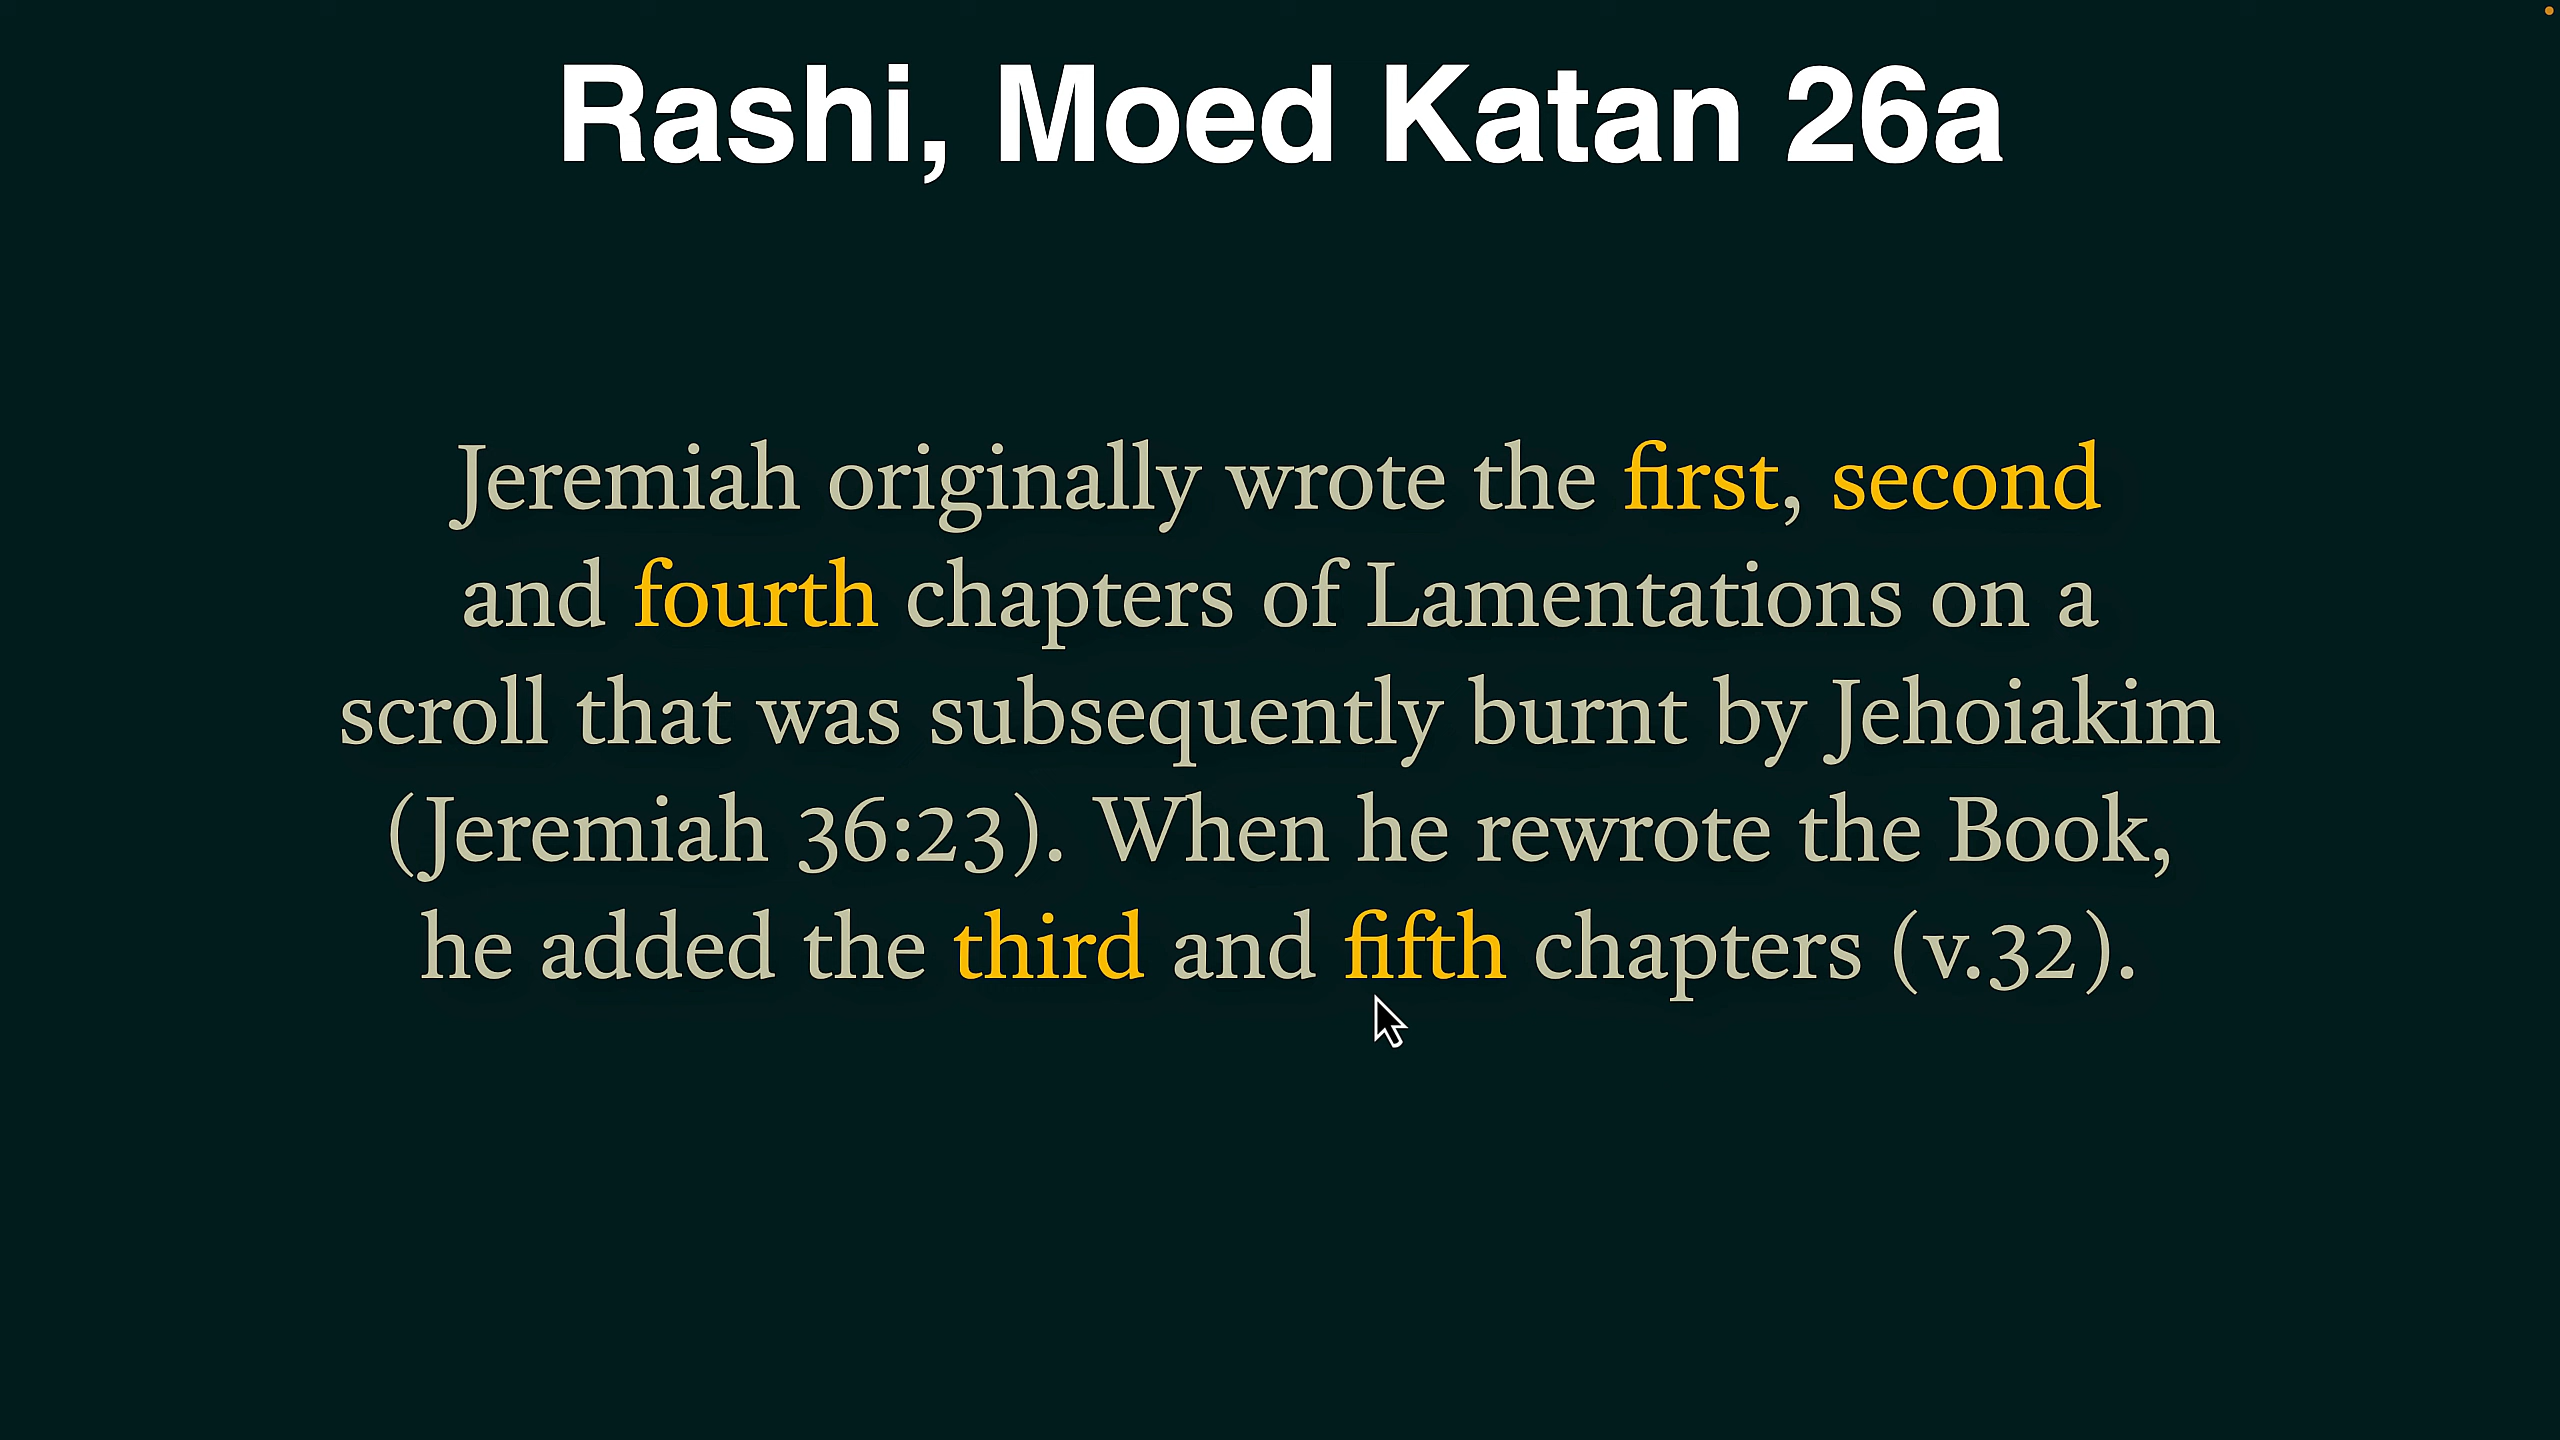 Rashi, Moed Katan 26a
Jeremiah originally wrote the first, second
and fourth chapters of Lamentations on a
scroll that was subsequently burnt by Jehoiakim
(Jeremiah 36:23). When he rewrote the Book,
he added the third and fifth chapters (v.32).